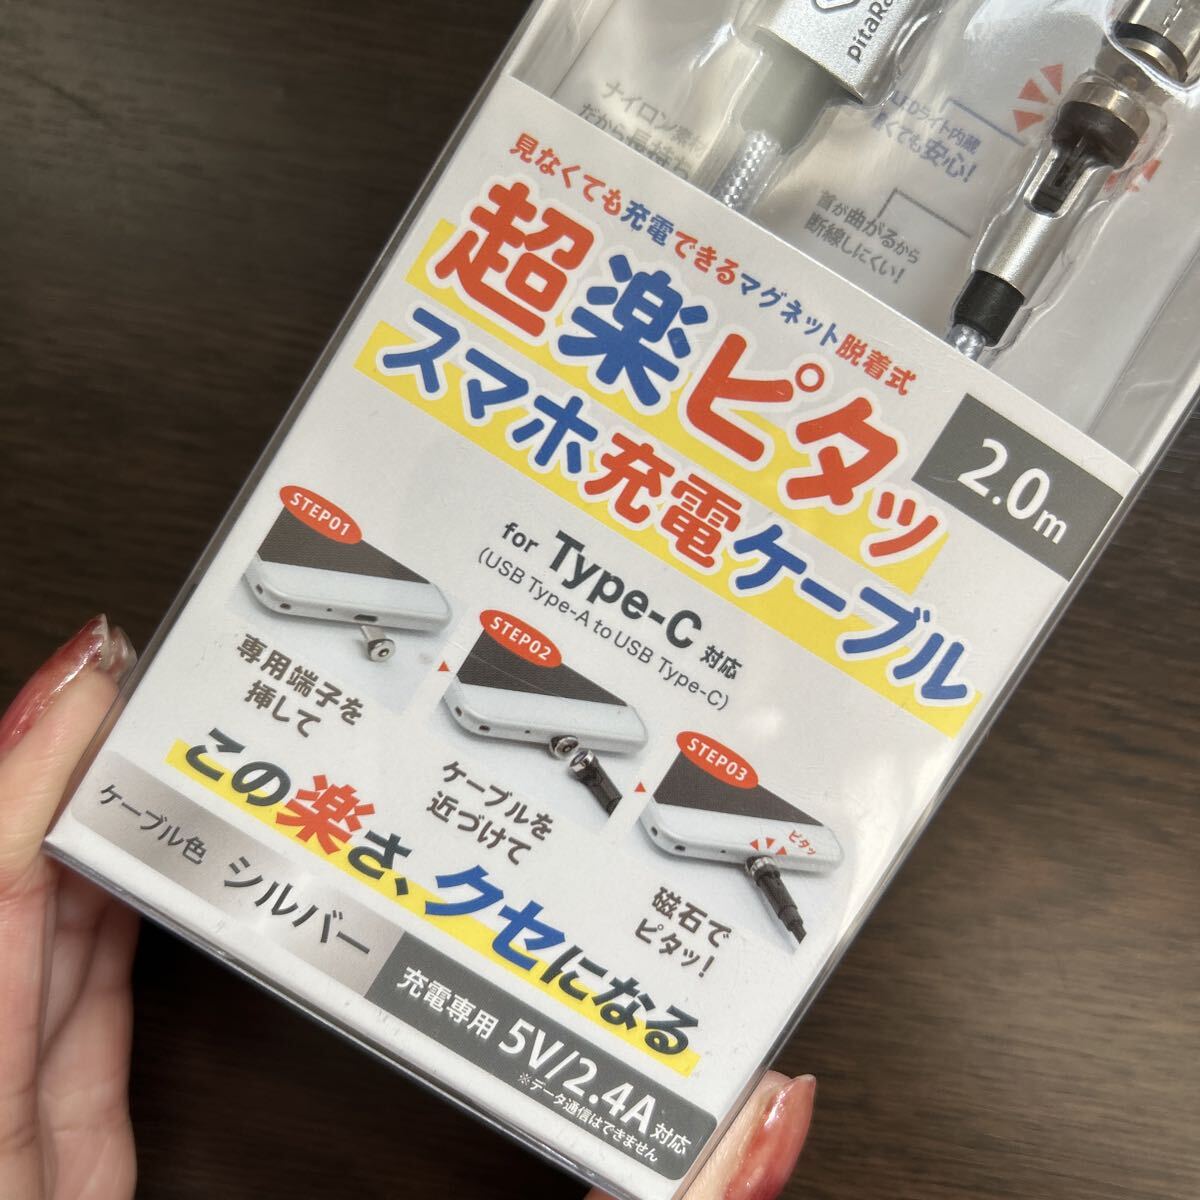 ナイロン素材
だから長持ち
LEDライト内蔵
暗くても安心!
首が曲がるから
断線しにくい!
見なくても充電できるマグネット脱着式
超楽ピタッ
スマホ充電ケーブル
2.0m
for Type-C 対応
(USB Type-A to USB Type-C)
STEP01
専用端子を
挿して
STEP02
ケーブルを
近づけて
STEP03
ピタッ
磁石で
ピタッ!
この楽さ、クセになる
ケーブル色 シルバー
充電専用 5V/2.4A対応
※データ通信はできません